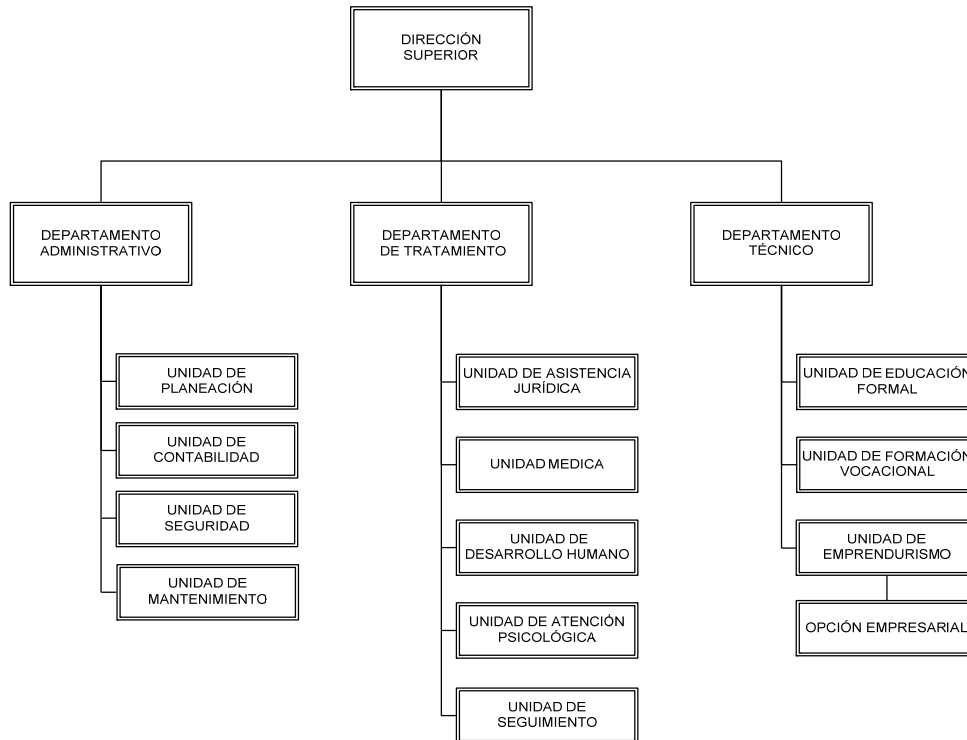 DIRECCIÓN
SUPERIOR
DEPARTAMENTO
ADMINISTRATIVO
DEPARTAMENTO
DE TRATAMIENTO
DEPARTAMENTO
TÉCNICO
UNIDAD DE
PLANEACIÓN
UNIDAD DE
CONTABILIDAD
UNIDAD DE
SEGURIDAD
UNIDAD DE
MANTENIMIENTO
UNIDAD DE ASISTENCIA
JURÍDICA
UNIDAD MEDICA
UNIDAD DE
DESARROLLO HUMANO
UNIDAD DE ATENCIÓN
PSICOLÓGICA
UNIDAD DE
SEGUIMIENTO
UNIDAD DE EDUCACIÓN
FORMAL
UNIDAD DE FORMACIÓN
VOCACIONAL
UNIDAD DE
EMPRENDURISMO
OPCIÓN EMPRESARIAL